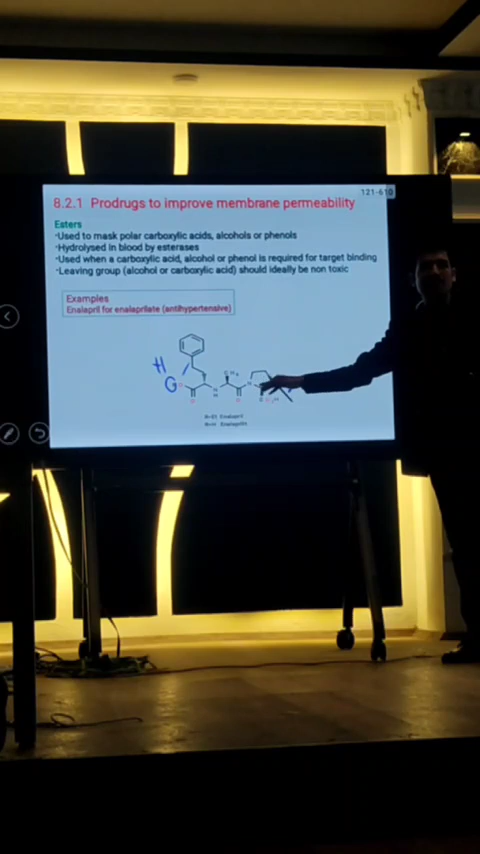 121-610
8.2.1 Prodrugs to improve membrane permeability
Esters
•Used to mask polar carboxylic acids, alcohols or phenols
•Hydrolysed in blood by esterases
•Used when a carboxylic acid, alcohol or phenol is required for target binding
•Leaving group (alcohol or carboxylic acid) should ideally be non toxic
Examples
Enalapril for enalaprilate (antihypertensive)
H
CH3
O
N
H
O
O
N
R=Et Enalapril
R=H Enalaprilit